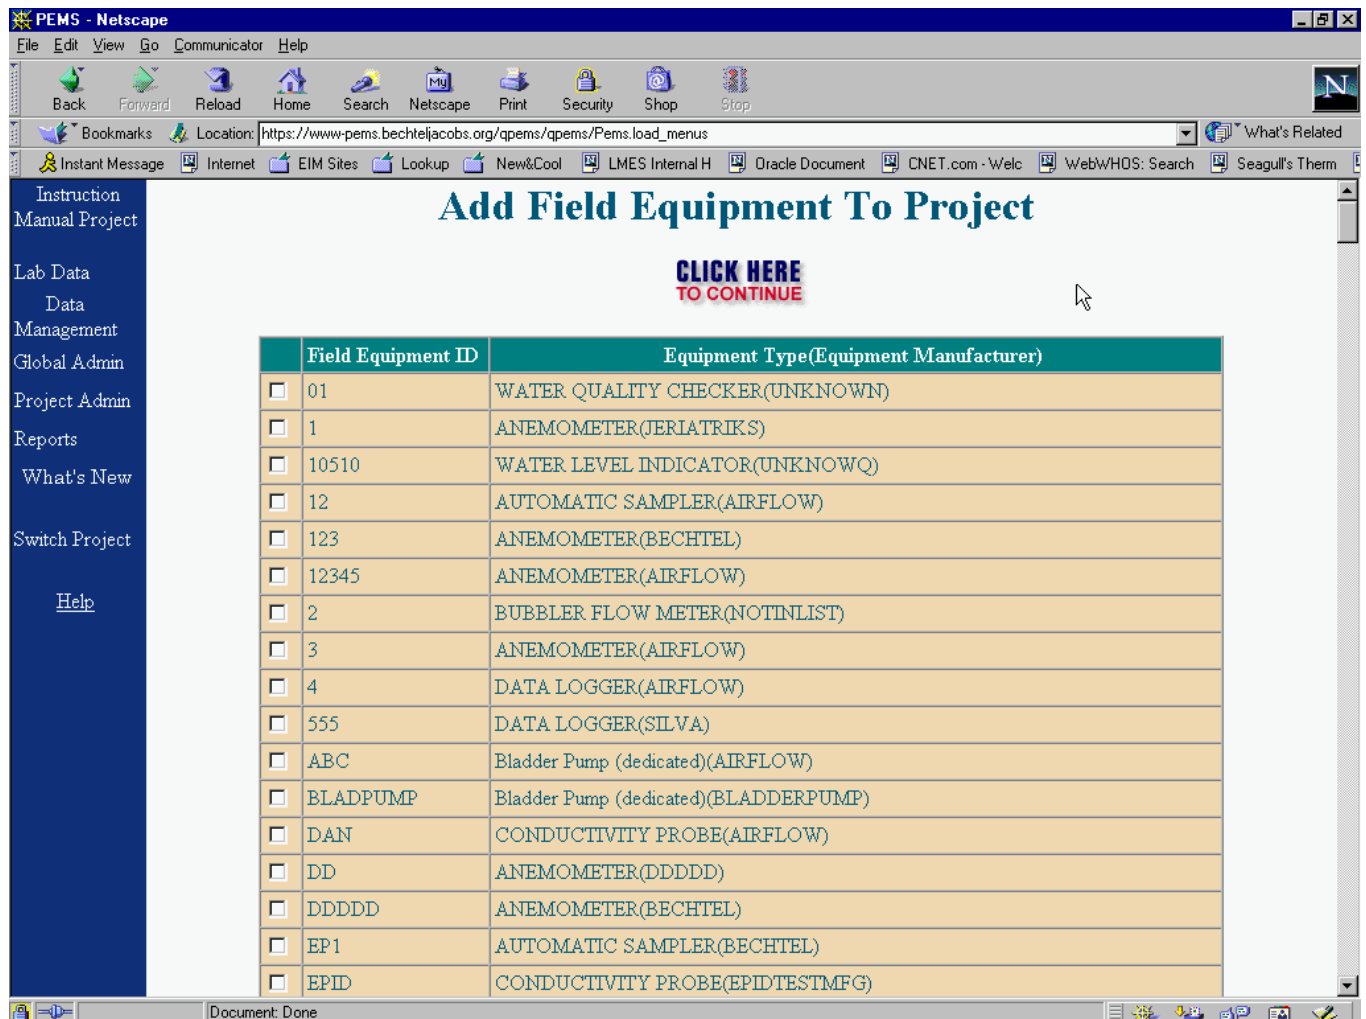 PEMS - Netscape
File Edit View Go Communicator Help
Back Forward Reload Home Search Netscape Print Security Shop Stop
My
N
Bookmarks Location: https://www-pems.bechteljacobs.org/qpems/qpems/Pems.load_menus What's Related
Instant Message Internet EIM Sites Lookup New&Cool LMES Internal H Oracle Document CNET.com - Welc WebWHOS: Search Seagull's Therm
Instruction
Manual Project
Lab Data
Data
Management
Global Admin
Project Admin
Reports
What's New
Switch Project
Help
Add Field Equipment To Project
CLICK HERE
TO CONTINUE
Field Equipment ID Equipment Type(Equipment Manufacturer)
01 WATER QUALITY CHECKER(UNKNOWN)
1 ANEMOMETER(JERIATRIKS)
10510 WATER LEVEL INDICATOR(UNKNOWQ)
12 AUTOMATIC SAMPLER(AIRFLOW)
123 ANEMOMETER(BECHTEL)
12345 ANEMOMETER(AIRFLOW)
2 BUBBLER FLOW METER(NOTINLIST)
3 ANEMOMETER(AIRFLOW)
4 DATA LOGGER(AIRFLOW)
555 DATA LOGGER(SILVA)
ABC Bladder Pump (dedicated)(AIRFLOW)
BLADPUMP Bladder Pump (dedicated)(BLADDERPUMP)
DAN CONDUCTIVITY PROBE(AIRFLOW)
DD ANEMOMETER(DDDDD)
DDDDD ANEMOMETER(BECHTEL)
EP1 AUTOMATIC SAMPLER(BECHTEL)
EPID CONDUCTIVITY PROBE(EPIDTESTMFG)
Document: Done